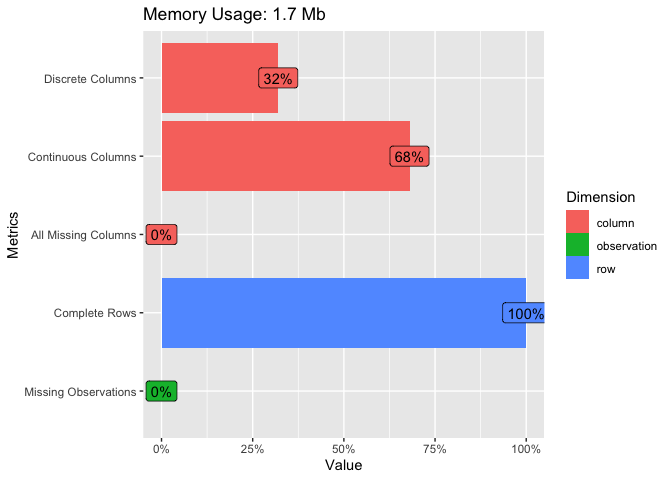 Memory Usage: 1.7 Mb
Metrics
Discrete Columns
32%
Continuous Columns
68%
All Missing Columns
0%
Complete Rows
100%
Missing Observations
0%
0%
25%
50%
75%
100%
Value
Dimension
column
observation
row